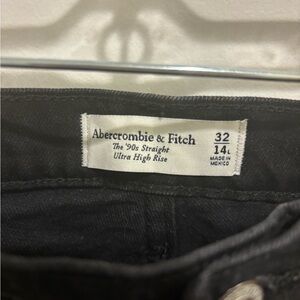 Abercrombie & Fitch
The '90s Straight
Ultra High Rise
32
14L
MADE IN
MEXICO